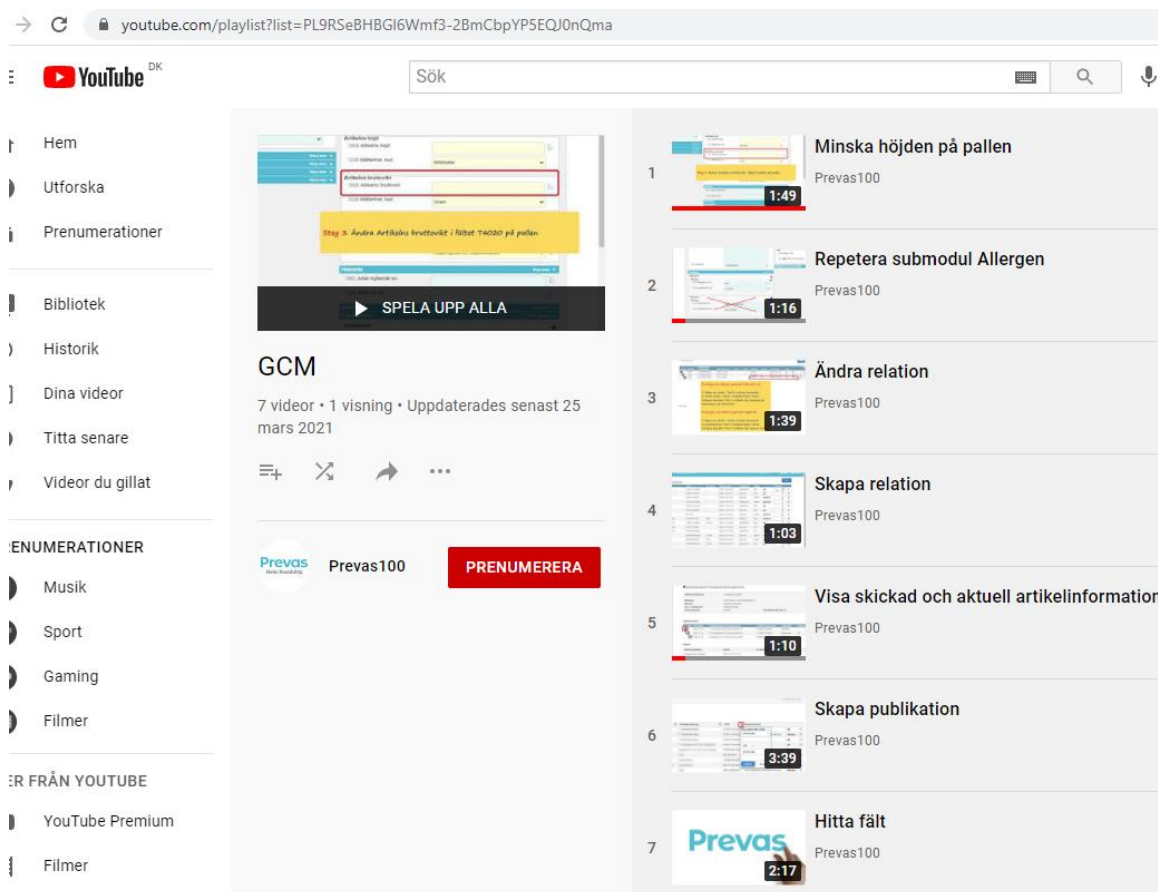 youtube.com/playlist?list=PL9RSeBHBGl6Wmf3-2BmCbpYP5EQJ0nQma
YouTube DK
Sök
Hem
Utforska
Prenumerationer
Bibliotek
Historik
Dina videor
Titta senare
Videor du gillat
ENUMERATIONER
Musik
Sport
Gaming
Filmer
ER FRÅN YOUTUBE
YouTube Premium
Filmer
Steg 3. Ändra Artikelns bruttovikt i fältet T4020 på pallen
SPELA UPP ALLA
GCM
7 videor • 1 visning • Uppdaterades senast 25
mars 2021
Prevas
Prevas100
PRENUMERERA
1
1:49
Minska höjden på pallen
Prevas100
2
1:16
Repetera submodul Allergen
Prevas100
3
1:39
Ändra relation
Prevas100
4
1:03
Skapa relation
Prevas100
5
1:10
Visa skickad och aktuell artikelinformation
Prevas100
6
3:39
Skapa publikation
Prevas100
7
Prevas
2:17
Hitta fält
Prevas100